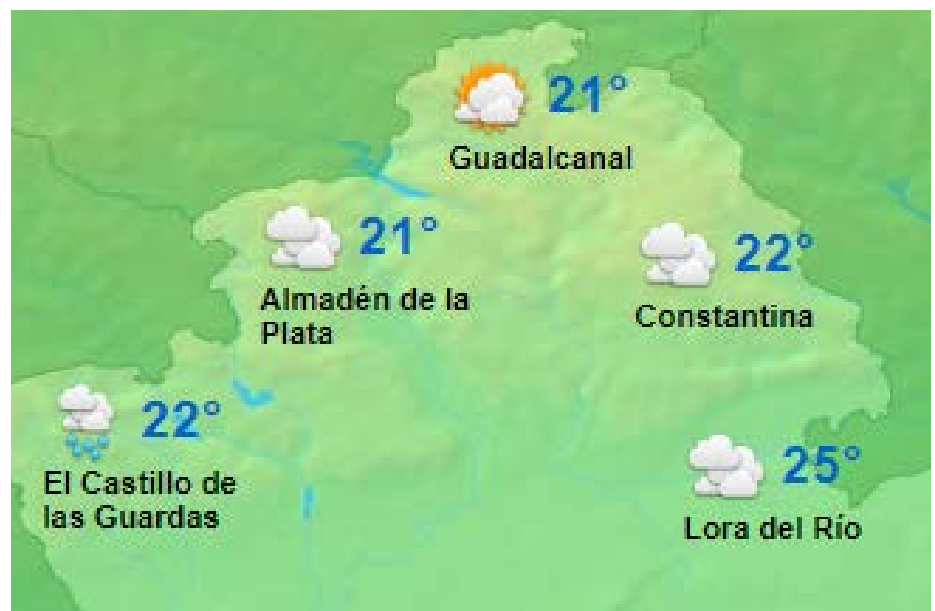 21°
Guadalcanal
21°
Almadén de la
Plata
22°
Constantina
22°
El Castillo de
las Guardas
25°
Lora del Río